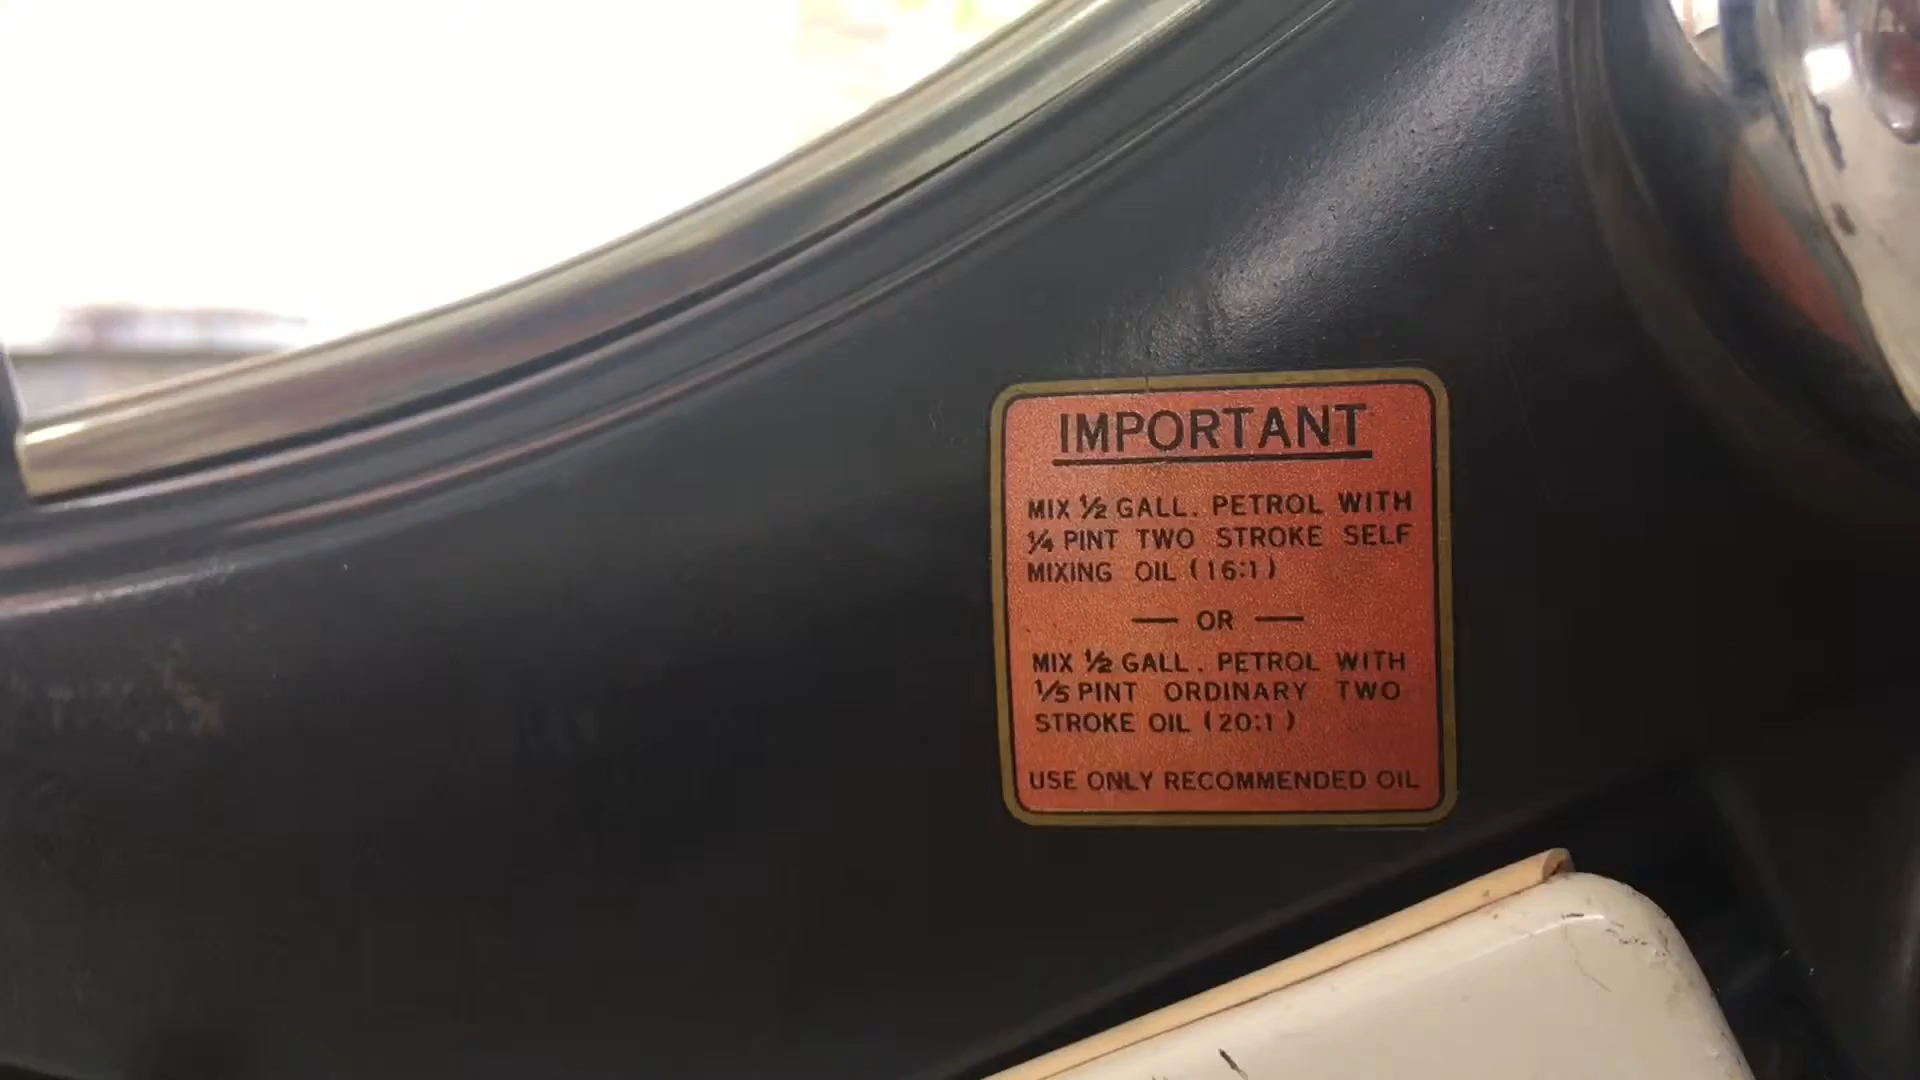 IMPORTANT
MIX ½ GALL. PETROL WITH
¼ PINT TWO STROKE SELF
MIXING OIL (16:1)
— OR —
MIX ½ GALL. PETROL WITH
⅕ PINT ORDINARY TWO
STROKE OIL (20:1)
USE ONLY RECOMMENDED OIL